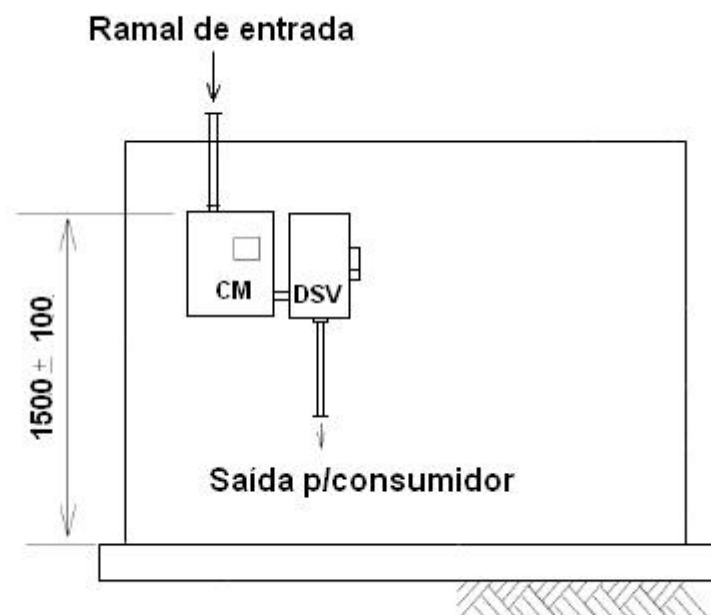 Ramal de entrada
CM
DSV
1500 ± 100
Saída p/consumidor